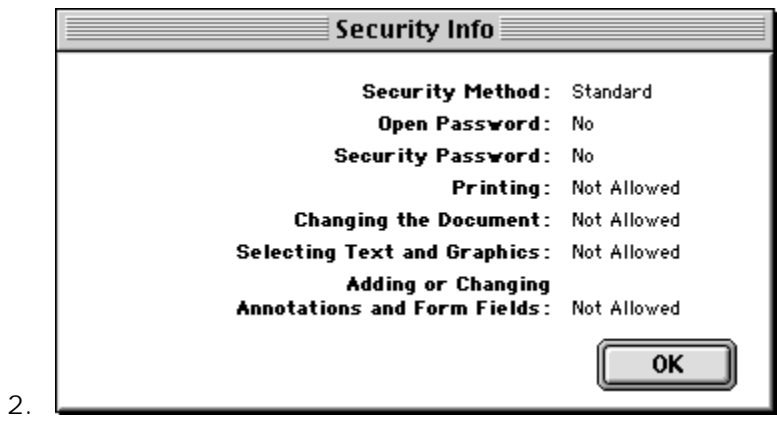 Security Info
Security Method: Standard
Open Password: No
Security Password: No
Printing: Not Allowed
Changing the Document: Not Allowed
Selecting Text and Graphics: Not Allowed
Adding or Changing
Annotations and Form Fields: Not Allowed
OK
2.